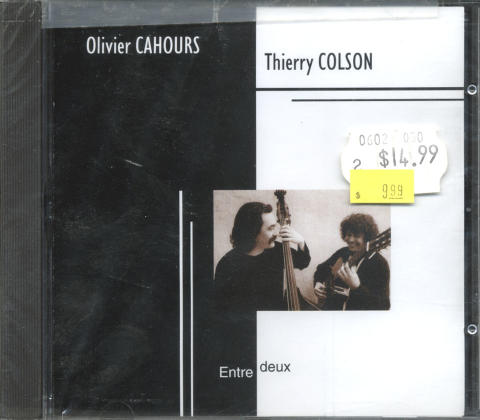 Olivier CAHOURS
Thierry COLSON
$14.99
$ 9.99
Entre deux